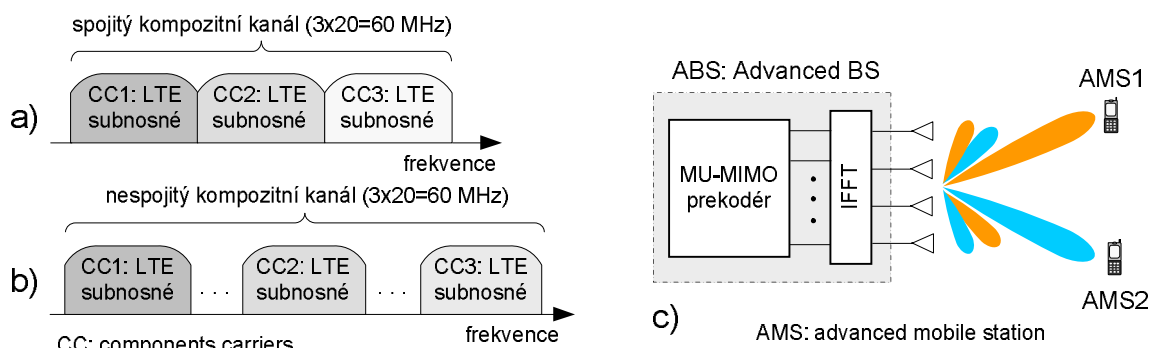 spojitý kompozitní kanál (3x20=60 MHz)
CC1: LTE
subnosné
CC2: LTE
subnosné
CC3: LTE
subnosné
a)
frekvence
nespojitý kompozitní kanál (3x20=60 MHz)
CC1: LTE
subnosné
. . .
CC2: LTE
subnosné
. . .
CC3: LTE
subnosné
b)
frekvence
CC: components carriers
ABS: Advanced BS
MU-MIMO
prekodér
IFFT
AMS1
AMS2
c)
AMS: advanced mobile station